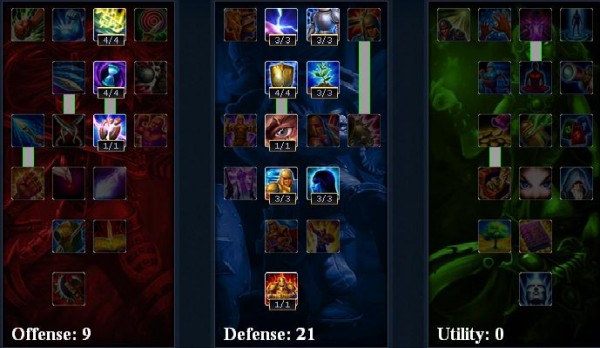 4/4
3/3 3/3
4/4
4/4 3/3
1/1
1/1
3/3 3/3
1/1
Offense: 9
Defense: 21
Utility: 0